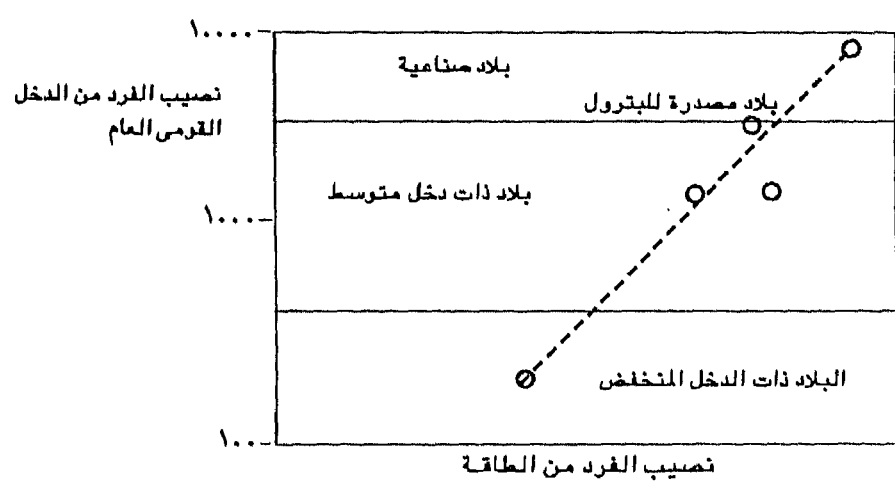 ١٠٠٠٠
بلاد صناعية
نصيب الفرد من الدخل
القومى العام
بلاد مصدرة للبترول
بلاد ذات دخل متوسط
١٠٠٠
البلاد ذات الدخل المنخفض
١٠٠
نصيب الفرد من الطاقة